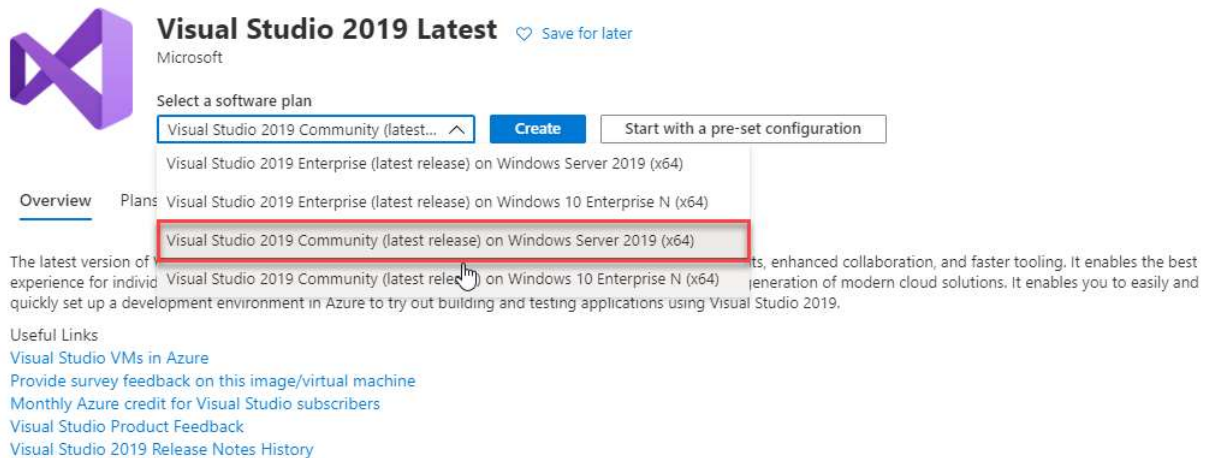 Visual Studio 2019 Latest Save for later
Microsoft
Select a software plan
Visual Studio 2019 Community (latest... Create Start with a pre-set configuration
Visual Studio 2019 Enterprise (latest release) on Windows Server 2019 (x64)
Overview Plans Visual Studio 2019 Enterprise (latest release) on Windows 10 Enterprise N (x64)
Visual Studio 2019 Community (latest release) on Windows Server 2019 (x64)
The latest version of ts, enhanced collaboration, and faster tooling. It enables the best
experience for individ Visual Studio 2019 Community (latest release) on Windows 10 Enterprise N (x64) generation of modern cloud solutions. It enables you to easily and
quickly set up a development environment in Azure to try out building and testing applications using Visual Studio 2019.
Useful Links
Visual Studio VMs in Azure
Provide survey feedback on this image/virtual machine
Monthly Azure credit for Visual Studio subscribers
Visual Studio Product Feedback
Visual Studio 2019 Release Notes History